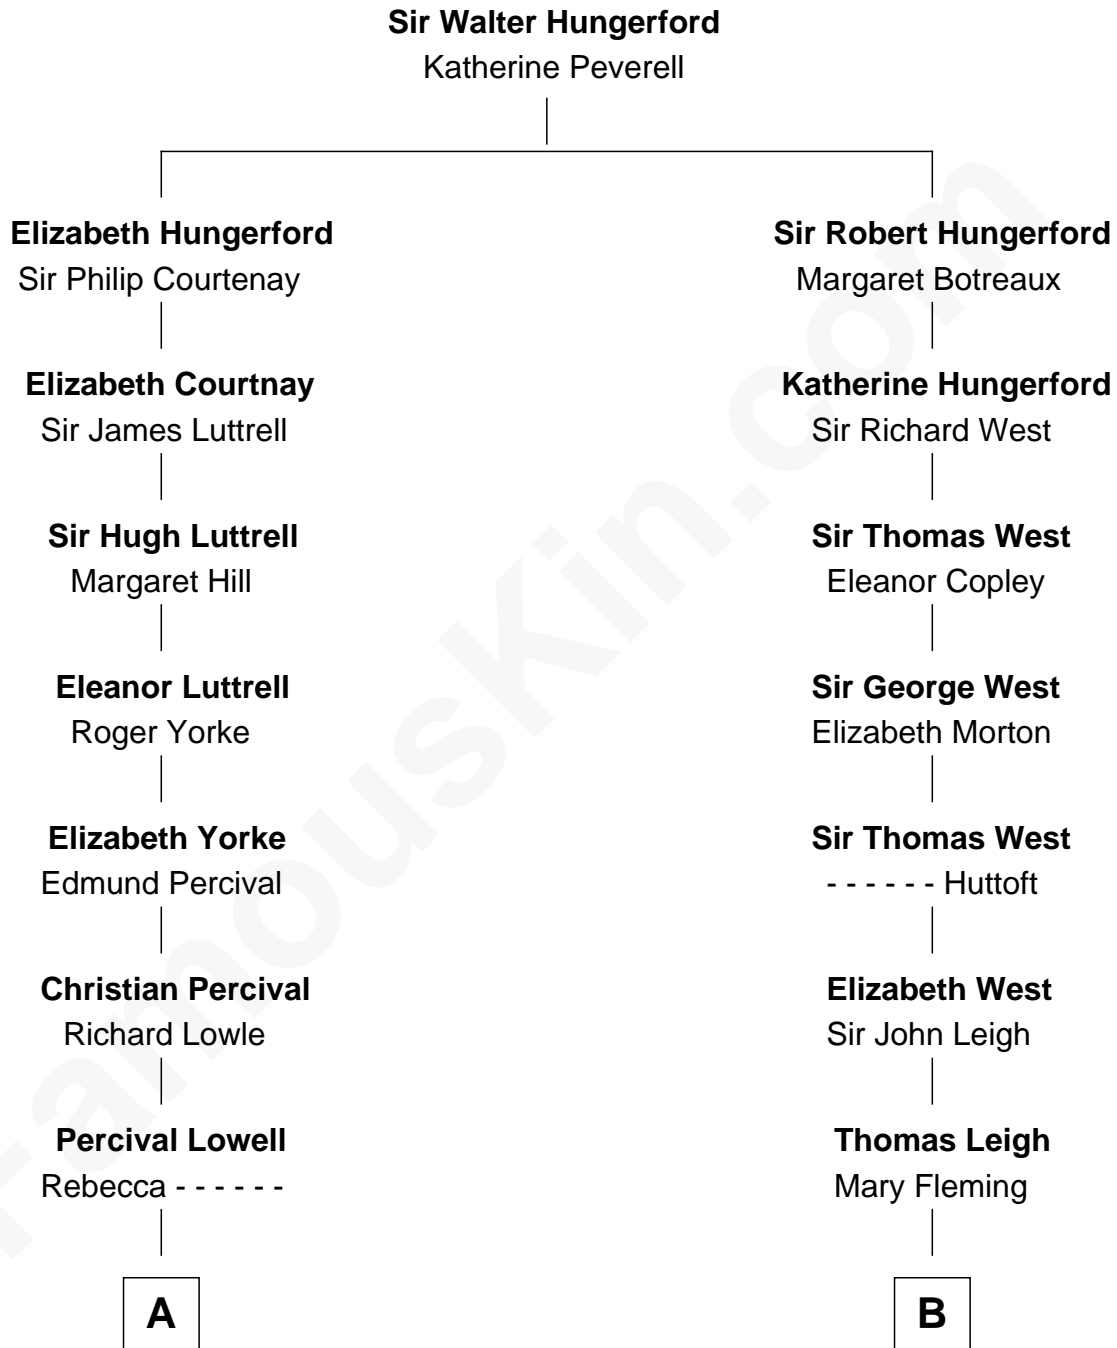 Sir Walter Hungerford
Katherine Peverell
Elizabeth Hungerford
Sir Philip Courtenay
Sir Robert Hungerford
Margaret Botreaux
Elizabeth Courtnay
Sir James Luttrell
Katherine Hungerford
Sir Richard West
Sir Hugh Luttrell
Margaret Hill
Sir Thomas West
Eleanor Copley
Eleanor Luttrell
Roger Yorke
Sir George West
Elizabeth Morton
Elizabeth Yorke
Edmund Percival
Sir Thomas West
- - - - - - Huttoft
Christian Percival
Richard Lowle
Elizabeth West
Sir John Leigh
Percival Lowell
Rebecca - - - - - -
Thomas Leigh
Mary Fleming
A
B
FamousKin.com